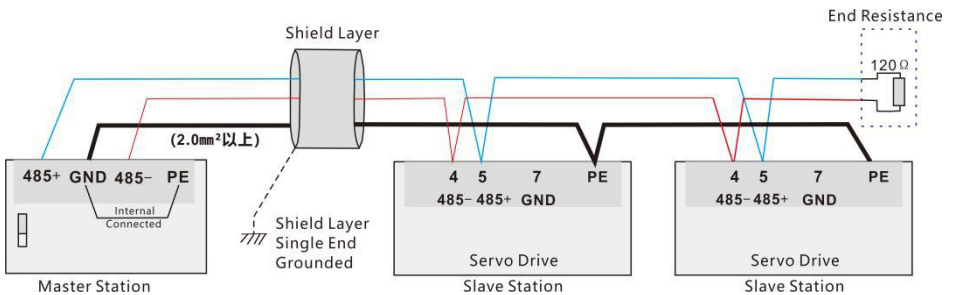 End Resistance
Shield Layer
120Ω
(2.0mm²以上)
485+ GND 485- PE
Internal
Connected
4 5 7 PE
485- 485+ GND
4 5 7 PE
485- 485+ GND
Shield Layer
Single End
Grounded
Servo Drive
Servo Drive
Master Station
Slave Station
Slave Station